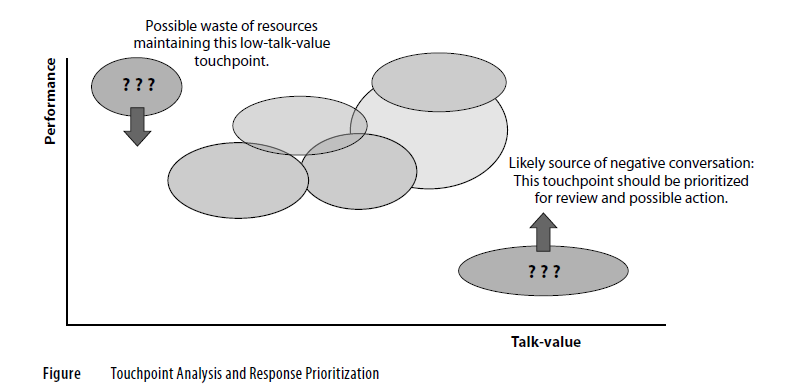 Possible waste of resources
maintaining this low-talk-value
touchpoint.
Performance
? ? ?
Likely source of negative conversation:
This touchpoint should be prioritized
for review and possible action.
? ? ?
Talk-value
Figure Touchpoint Analysis and Response Prioritization